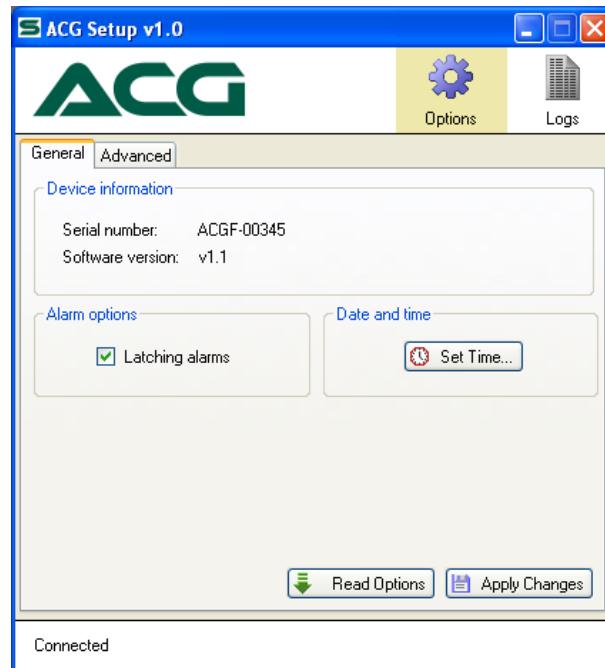 ACG Setup v1.0
ACG
Options
Logs
General
Advanced
Device information
Serial number: ACGF-00345
Software version: v1.1
Alarm options
Date and time
Latching alarms
Set Time...
Read Options
Apply Changes
Connected